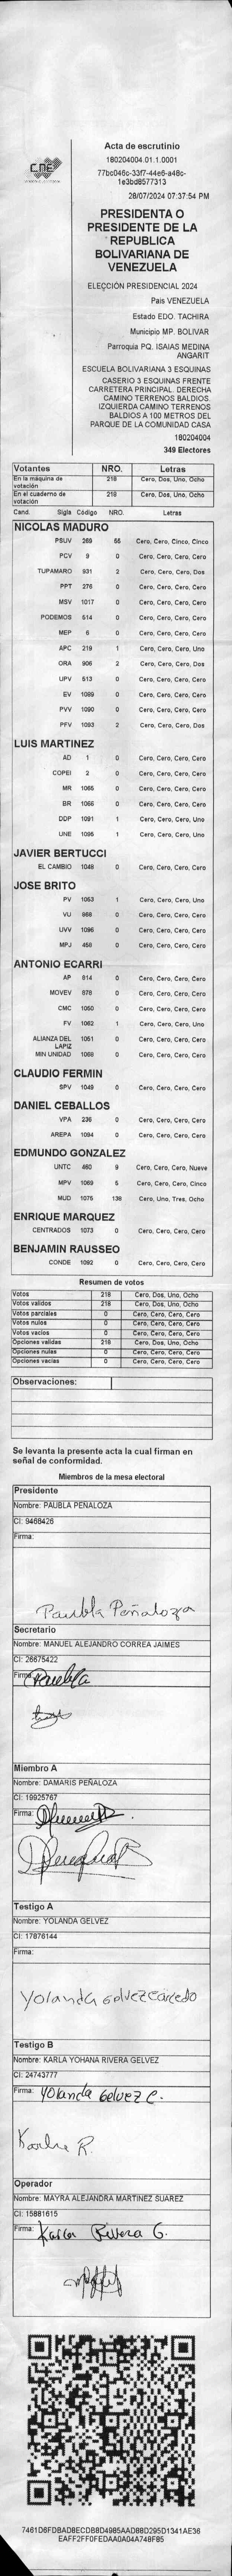 CNE
Acta de escrutinio
180204004.01.1.0001
77bc046c-33f7-44e6-a48c-
1e3bd8577313
28/07/2024 07:37:54 PM
PRESIDENTA O
PRESIDENTE DE LA
REPUBLICA
BOLIVARIANA DE
VENEZUELA
ELECCIÓN PRESIDENCIAL 2024
Pais VENEZUELA
Estado EDO. TACHIRA
Municipio MP. BOLIVAR
Parroquia PQ. ISAIAS MEDINA
ANGARIT
ESCUELA BOLIVARIANA 3 ESQUINAS
CASERIO 3 ESQUINAS FRENTE
CARRETERA PRINCIPAL. DERECHA
CAMINO TERRENOS BALDIOS.
IZQUIERDA CAMINO TERRENOS
BALDIOS A 100 METROS DEL
PARQUE DE LA COMUNIDAD CASA
180204004
349 Electores
Votantes NRO. Letras
En la máquina de votación 218 Cero, Dos, Uno, Ocho
En el cuaderno de votación 218 Cero, Dos, Uno, Ocho
Cand. Sigla Código NRO. Letras
NICOLAS MADURO
PSUV 269 55 Cero, Cero, Cinco, Cinco
PCV 9 0 Cero, Cero, Cero, Cero
TUPAMARO 931 2 Cero, Cero, Cero, Dos
PPT 276 0 Cero, Cero, Cero, Cero
MSV 1017 0 Cero, Cero, Cero, Cero
PODEMOS 514 0 Cero, Cero, Cero, Cero
MEP 6 0 Cero, Cero, Cero, Cero
APC 219 1 Cero, Cero, Cero, Uno
ORA 906 2 Cero, Cero, Cero, Dos
UPV 513 0 Cero, Cero, Cero, Cero
EV 1089 0 Cero, Cero, Cero, Cero
PVV 1090 0 Cero, Cero, Cero, Cero
PFV 1093 2 Cero, Cero, Cero, Dos
LUIS MARTINEZ
AD 1 0 Cero, Cero, Cero, Cero
COPEI 2 0 Cero, Cero, Cero, Cero
MR 1065 0 Cero, Cero, Cero, Cero
BR 1066 0 Cero, Cero, Cero, Cero
DDP 1091 1 Cero, Cero, Cero, Uno
UNE 1095 1 Cero, Cero, Cero, Uno
JAVIER BERTUCCI
EL CAMBIO 1048 0 Cero, Cero, Cero, Cero
JOSE BRITO
PV 1053 1 Cero, Cero, Cero, Uno
VU 868 0 Cero, Cero, Cero, Cero
UVV 1096 0 Cero, Cero, Cero, Cero
MPJ 458 0 Cero, Cero, Cero, Cero
ANTONIO ECARRI
AP 814 0 Cero, Cero, Cero, Cero
MOVEV 878 0 Cero, Cero, Cero, Cero
CMC 1050 0 Cero, Cero, Cero, Cero
FV 1062 1 Cero, Cero, Cero, Uno
ALIANZA DEL LAPIZ 1051 0 Cero, Cero, Cero, Cero
MIN UNIDAD 1068 0 Cero, Cero, Cero, Cero
CLAUDIO FERMIN
SPV 1049 0 Cero, Cero, Cero, Cero
DANIEL CEBALLOS
VPA 236 0 Cero, Cero, Cero, Cero
AREPA 1094 0 Cero, Cero, Cero, Cero
EDMUNDO GONZALEZ
UNTC 460 9 Cero, Cero, Cero, Nueve
MPV 1069 5 Cero, Cero, Cero, Cinco
MUD 1075 138 Cero, Uno, Tres, Ocho
ENRIQUE MARQUEZ
CENTRADOS 1073 0 Cero, Cero, Cero, Cero
BENJAMIN RAUSSEO
CONDE 1092 0 Cero, Cero, Cero, Cero
Resumen de votos
Votos 218 Cero, Dos, Uno, Ocho
Votos validos 218 Cero, Dos, Uno, Ocho
Votos parciales 0 Cero, Cero, Cero, Cero
Votos nulos 0 Cero, Cero, Cero, Cero
Votos vacios 0 Cero, Cero, Cero, Cero
Opciones validas 218 Cero, Dos, Uno, Ocho
Opciones nulas 0 Cero, Cero, Cero, Cero
Opciones vacias 0 Cero, Cero, Cero, Cero
Observaciones:
Se levanta la presente acta la cual firman en
señal de conformidad.
Miembros de la mesa electoral
Presidente
Nombre: PAUBLA PEÑALOZA
CI: 9468426
Firma:
Paubla Peñaloza
Secretario
Nombre: MANUEL ALEJANDRO CORREA JAIMES
CI: 26675422
Firma:
Miembro A
Nombre: DAMARIS PEÑALOZA
CI: 19925767
Firma:
Testigo A
Nombre: YOLANDA GELVEZ
CI: 17876144
Firma:
Yolanda Gelvez Caicedo
Testigo B
Nombre: KARLA YOHANA RIVERA GELVEZ
CI: 24743777
Firma: Yolanda Gelvez C.
Karla R.
Operador
Nombre: MAYRA ALEJANDRA MARTINEZ SUAREZ
CI: 15881615
Firma: Karla Rivera G.
7461D6FDBAD8ECDB8D4985AAD88D295D1341AE36
EAFF2FF0FEDAA0A04A748F85